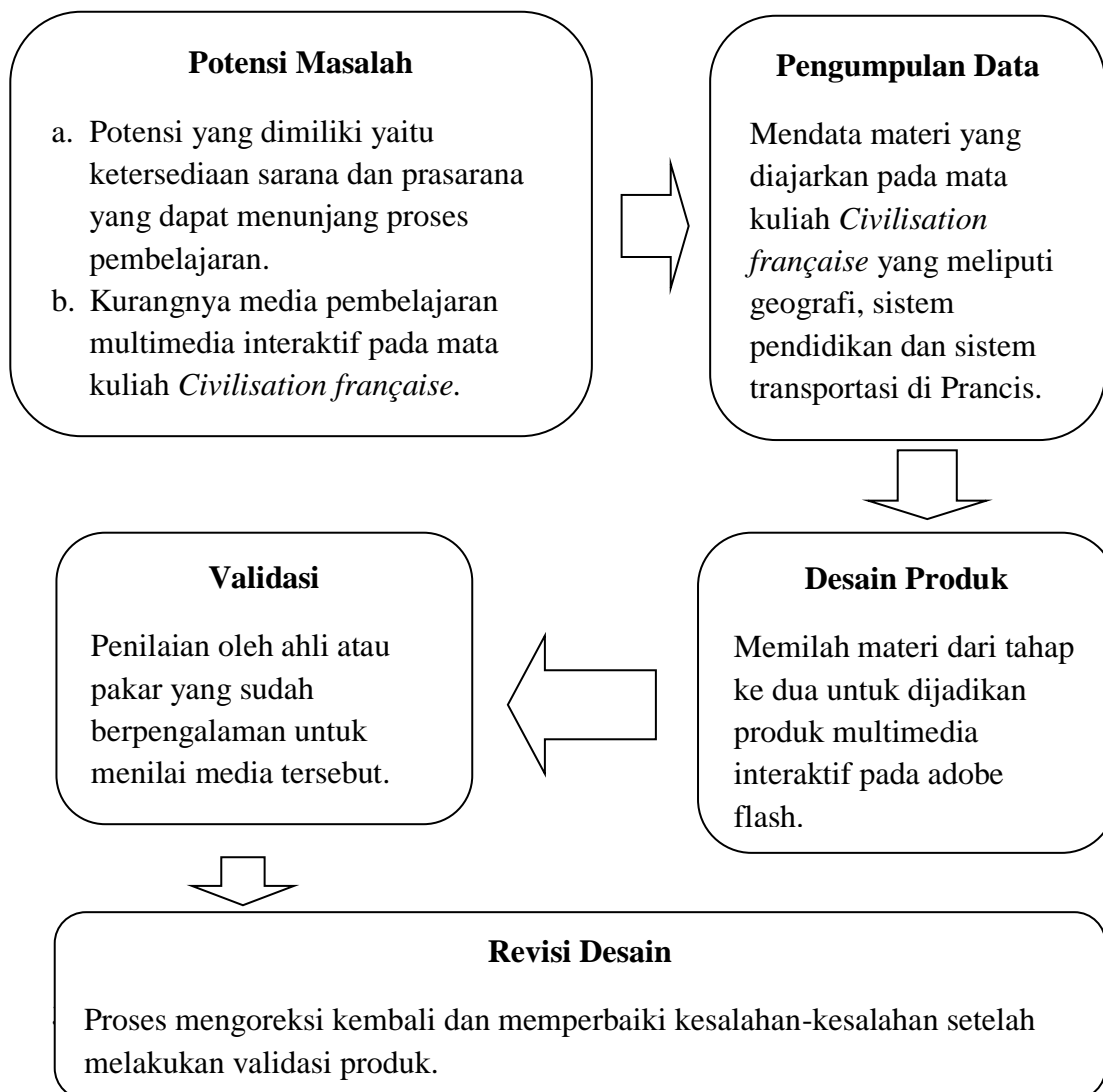 Potensi Masalah
a. Potensi yang dimiliki yaitu
ketersediaan sarana dan prasarana
yang dapat menunjang proses
pembelajaran.
b. Kurangnya media pembelajaran
multimedia interaktif pada mata
kuliah Civilisation française.
Pengumpulan Data
Mendata materi yang
diajarkan pada mata
kuliah Civilisation
française yang meliputi
geografi, sistem
pendidikan dan sistem
transportasi di Prancis.
Desain Produk
Memilah materi dari tahap
ke dua untuk dijadikan
produk multimedia
interaktif pada adobe
flash.
Validasi
Penilaian oleh ahli atau
pakar yang sudah
berpengalaman untuk
menilai media tersebut.
Revisi Desain
Proses mengoreksi kembali dan memperbaiki kesalahan-kesalahan setelah
melakukan validasi produk.